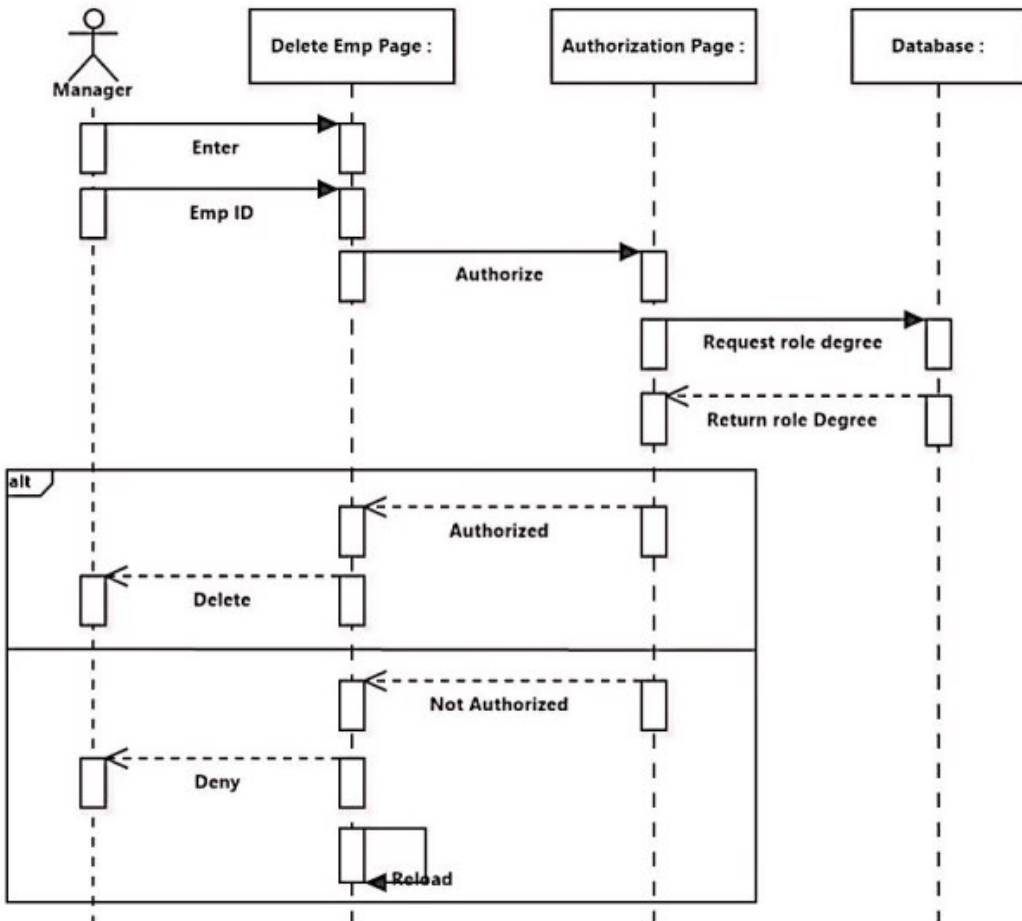 Manager
Delete Emp Page :
Authorization Page :
Database :
Enter
Emp ID
Authorize
Request role degree
Return role Degree
alt
Authorized
Delete
Not Authorized
Deny
Reload